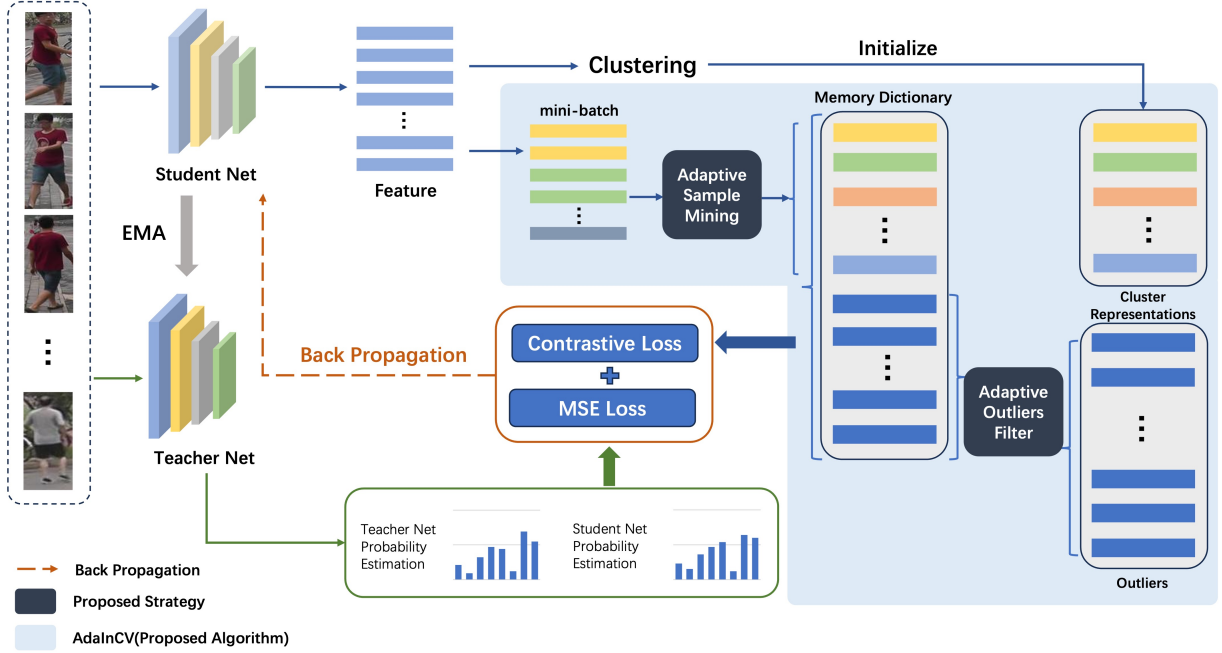 Initialize
Clustering
Memory Dictionary
mini-batch
Student Net
Feature
Adaptive
Sample
Mining
EMA
Cluster
Representations
Contrastive Loss
Back Propagation
MSE Loss
Adaptive
Outliers
Filter
Teacher Net
Teacher Net
Probability
Estimation
Student Net
Probability
Estimation
Outliers
Back Propagation
Proposed Strategy
AdaInCV(Proposed Algorithm)